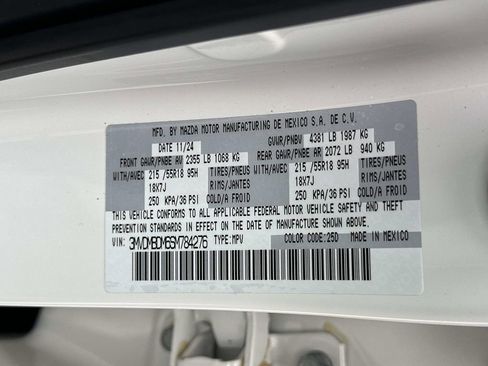 MFD. BY MAZDA MOTOR MANUFACTURING DE MEXICO S.A. DE C.V.
DATE 11/24 GVWR/PNBV 4381 LB 1987 KG
FRONT GAWR/PNBE AV 2355 LB 1068 KG REAR GAWR/PNBE AR 2072 LB 940 KG
WITH/AVEC 215 /55R18 95H TIRES/PNEUS WITH/AVEC 215 /55R18 95H TIRES/PNEUS
18X7J RIMS/JANTES 18X7J RIMS/JANTES
250 KPA/36 PSI COLD/A FROID 250 KPA/36 PSI COLD/A FROID
THIS VEHICLE CONFORMS TO ALL APPLICABLE FEDERAL MOTOR VEHICLE SAFETY AND THEFT
PREVENTION STANDARDS IN EFFECT ON THE DATE OF MANUFACTURE SHOWN ABOVE.
VIN: 3MVDMBDM6SM784276 TYPE:MPV COLOR CODE:25D MADE IN MEXICO